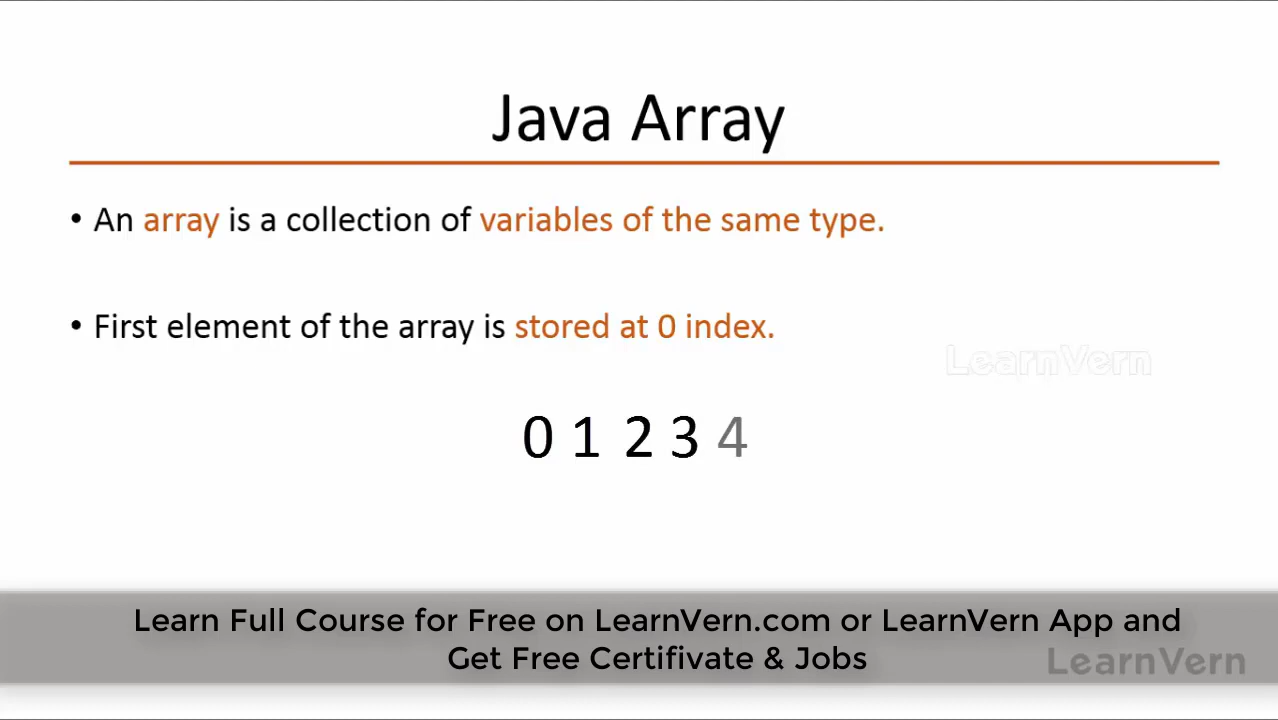 Java Array
• An array is a collection of variables of the same type.
• First element of the array is stored at 0 index.
LearnVern
0 1 2 3 4
Learn Full Course for Free on LearnVern.com or LearnVern App and
Get Free Certifivate & Jobs
LearnVern